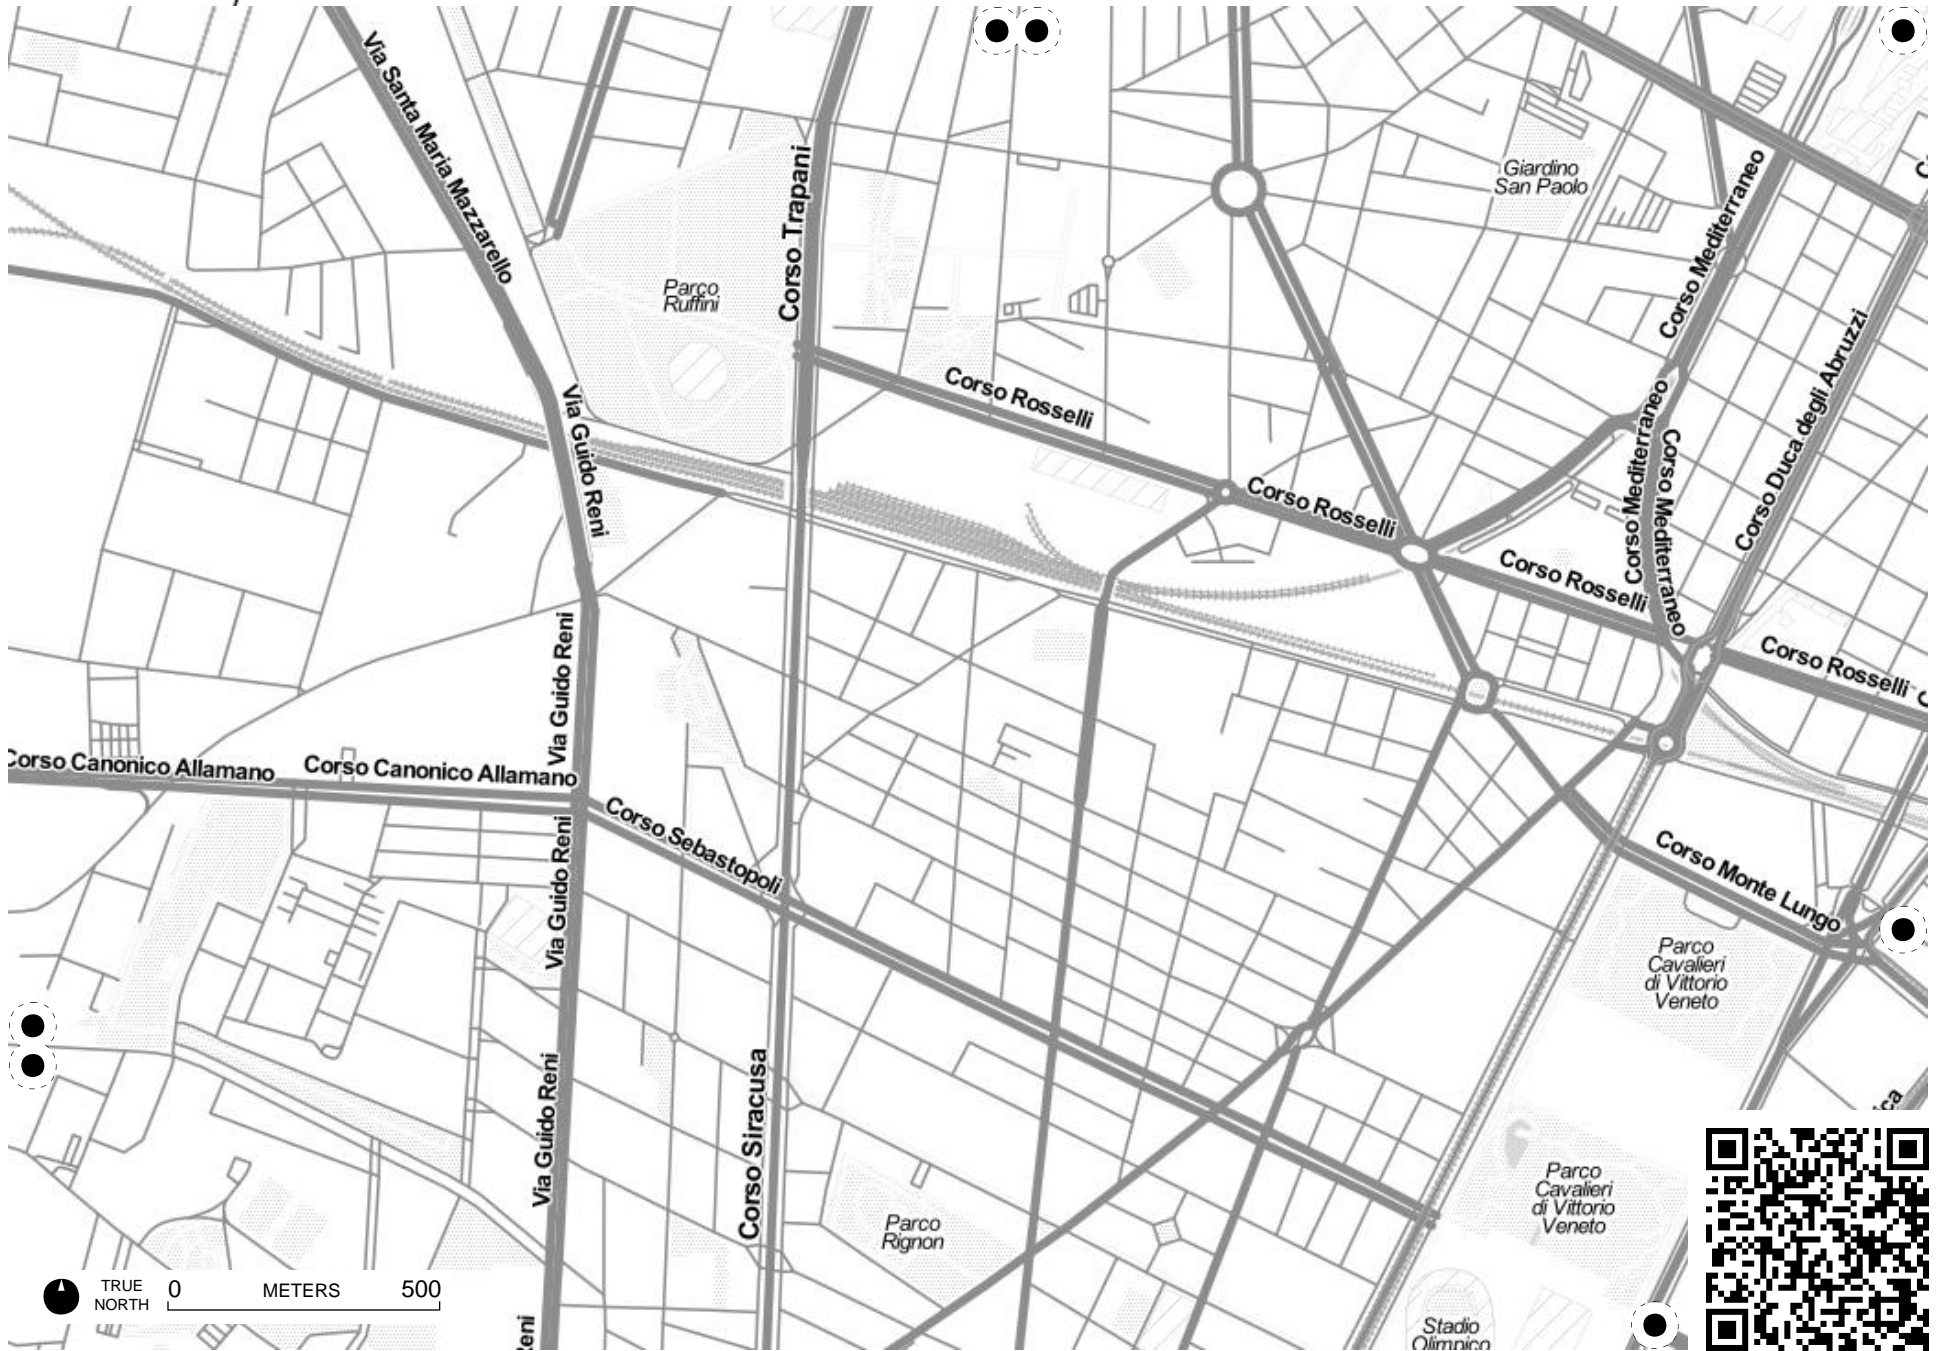 Via Santa Maria Mazzarello
Corso Trapani
Giardino
San Paolo
Corso Mediterraneo
Parco
Ruffini
Corso Duca degli Abruzzi
Corso Rosselli
Via Guido Reni
Corso Mediterraneo
Corso Mediterraneo
Corso Rosselli
Corso Rosselli
Via Guido Reni
Corso Rosselli
Corso Canonico Allamano
Corso Canonico Allamano
Corso Sebastopoli
Via Guido Reni
Corso Monte Lungo
Parco
Cavalieri
di Vittorio
Veneto
Via Guido Reni
Corso Siracusa
Parco
Cavalieri
di Vittorio
Veneto
Parco
Rignon
TRUE
NORTH
0 METERS 500
Stadio
Olimpico